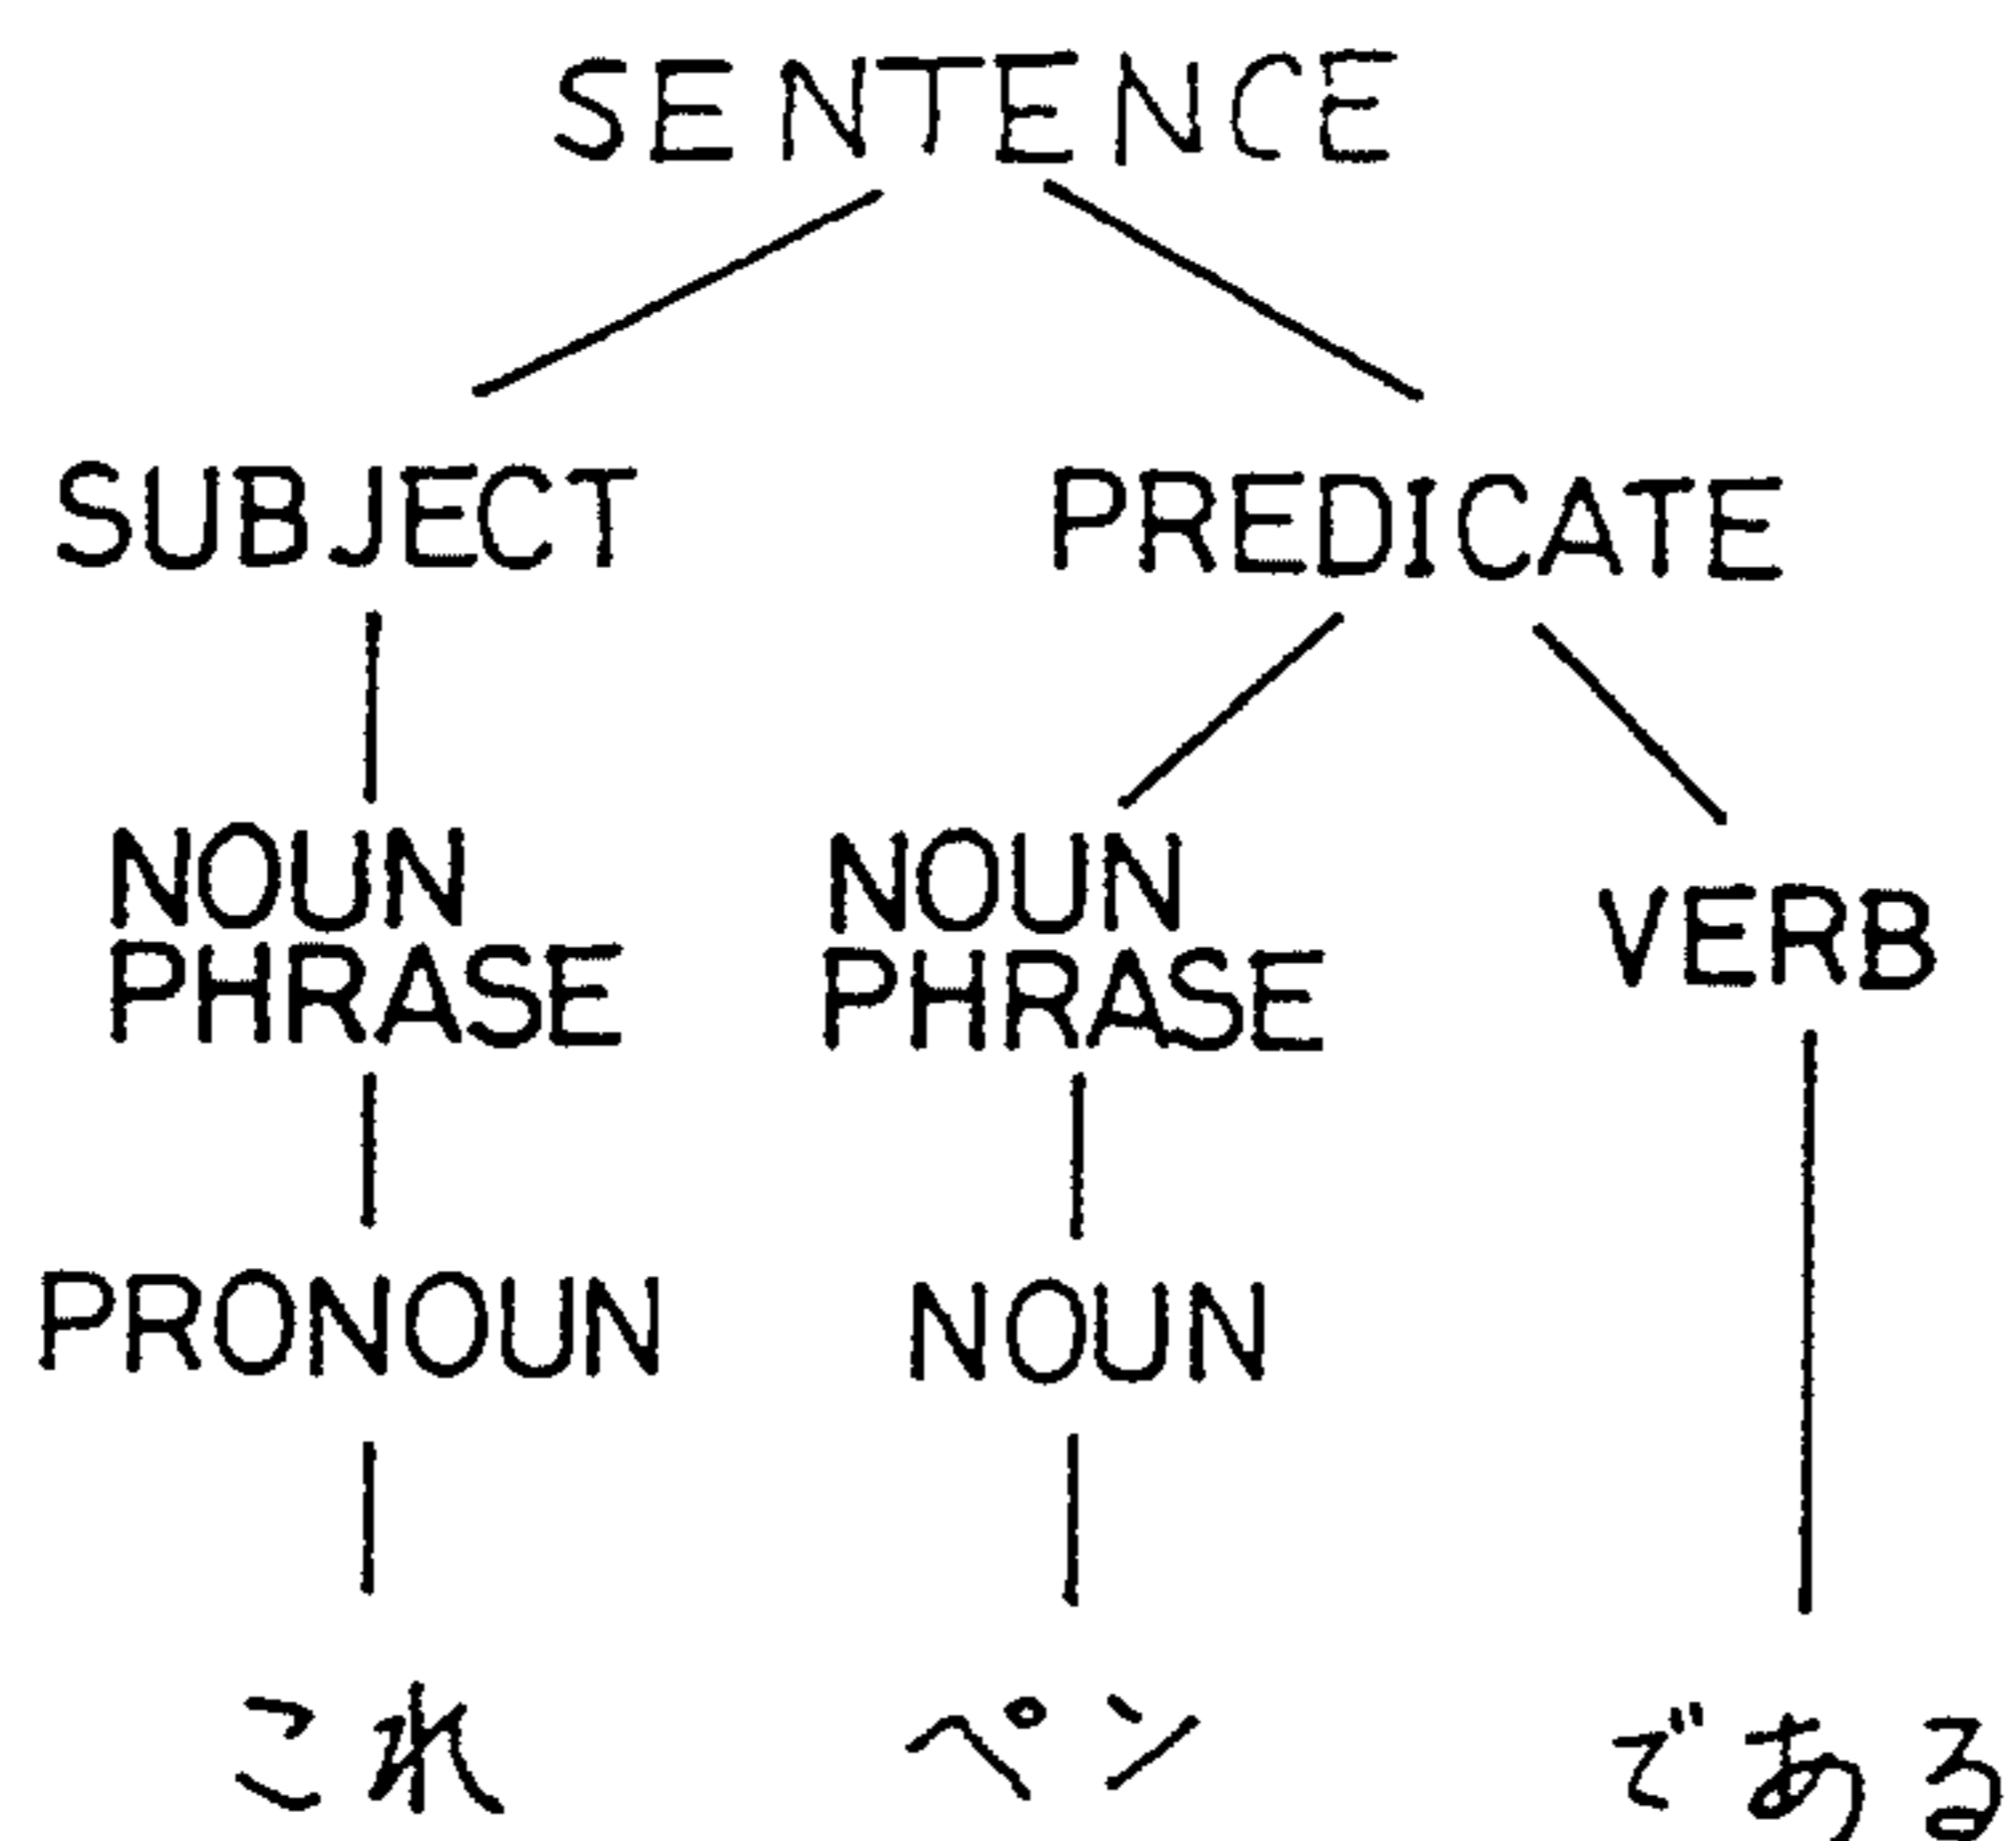 SENTENCE
SUBJECT PREDICATE
NOUN PHRASE NOUN PHRASE VERB
PRONOUN NOUN
これ ペン である